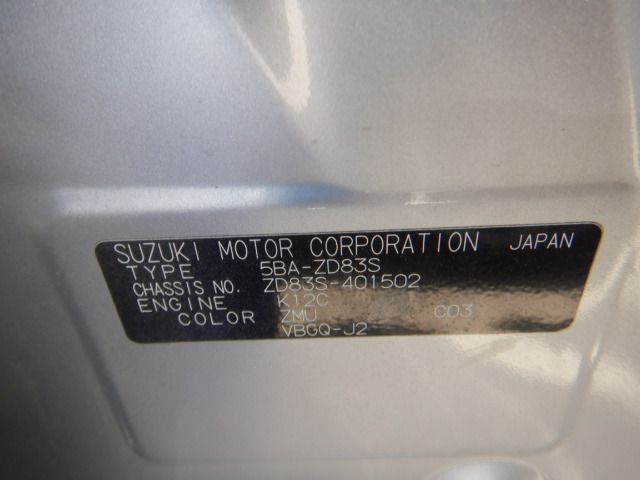 SUZUKI MOTOR CORPORATION JAPAN
TYPE 5BA-ZD83S
CHASSIS NO. ZD83S-401502
ENGINE K12C
COLOR ZMU C03
VBGQ-J2